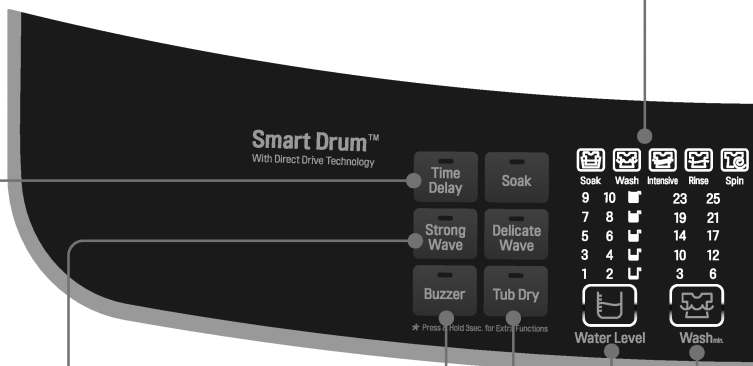 Smart Drum™
With Direct Drive Technology
Time Delay
Soak
Strong Wave
Delicate Wave
Buzzer
Tub Dry
* Press & Hold 3sec. for Extra Functions
Soak Wash Intensive Rinse Spin
9 10 23 25
7 8 19 21
5 6 14 17
3 4 10 12
1 2 3 6
Water Level
Wash min.